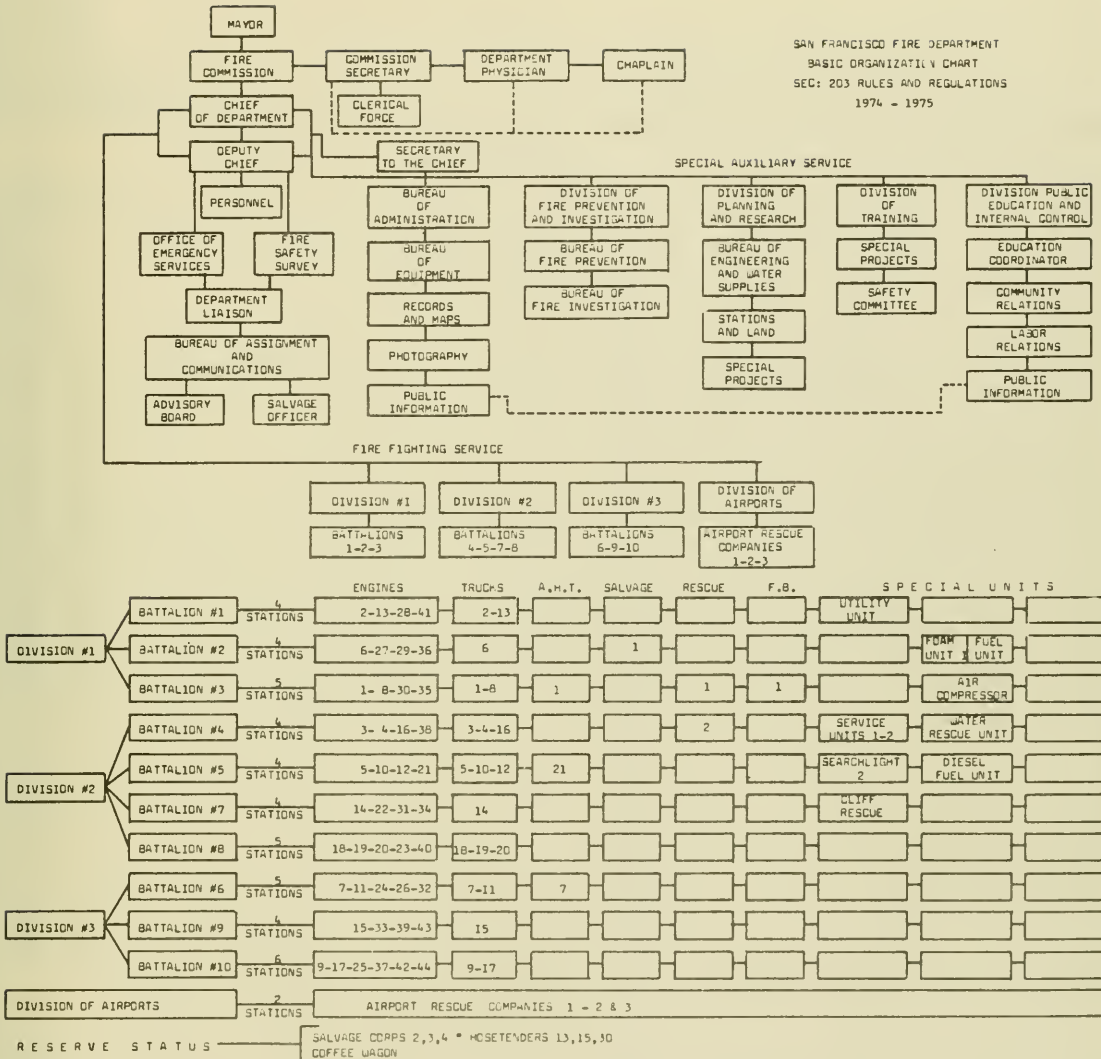 MAYOR
FIRE
COMMISSION
COMMISSION
SECRETARY
DEPARTMENT
PHYSICIAN
CHAPLAIN
SAN FRANCISCO FIRE DEPARTMENT
BASIC ORGANIZATION CHART
SEC: 203 RULES AND REGULATIONS
1974 - 1975
CLERICAL
FORCE
CHIEF
OF DEPARTMENT
DEPUTY
CHIEF
SECRETARY
TO THE CHIEF
SPECIAL AUXILIARY SERVICE
PERSONNEL
OFFICE OF
EMERGENCY
SERVICES
FIRE
SAFETY
SURVEY
DEPARTMENT
LIAISON
BUREAU OF ASSIGNMENT
AND
COMMUNICATIONS
ADVISORY
BOARD
SALVAGE
OFFICER
BUREAU
OF
ADMINISTRATION
BUREAU
OF
EQUIPMENT
RECORDS
AND MAPS
PHOTOGRAPHY
PUBLIC
INFORMATION
DIVISION OF
FIRE PREVENTION
AND INVESTIGATION
BUREAU OF
FIRE PREVENTION
BUREAU OF
FIRE INVESTIGATION
DIVISION OF
PLANNING
AND RESEARCH
BUREAU OF
ENGINEERING
AND WATER
SUPPLIES
STATIONS
AND LAND
SPECIAL
PROJECTS
DIVISION
OF
TRAINING
SPECIAL
PROJECTS
SAFETY
COMMITTEE
DIVISION PUBLIC
EDUCATION AND
INTERNAL CONTROL
EDUCATION
COORDINATOR
COMMUNITY
RELATIONS
LABOR
RELATIONS
PUBLIC
INFORMATION
FIRE FIGHTING SERVICE
DIVISION #1
BATTALIONS
1-2-3
DIVISION #2
BATTALIONS
4-5-7-8
DIVISION #3
BATTALIONS
6-9-10
DIVISION OF
AIRPORTS
AIRPORT RESCUE
COMPANIES
1-2-3
ENGINES TRUCKS A.H.T. SALVAGE RESCUE F.B. SPECIAL UNITS
DIVISION #1
BATTALION #1 4 STATIONS 2-13-28-41 2-13 UTILITY UNIT
BATTALION #2 4 STATIONS 6-27-29-36 6 1 FOAM UNIT 1 FUEL UNIT
BATTALION #3 5 STATIONS 1- 8-30-35 1-8 1 1 1 AIR COMPRESSOR
DIVISION #2
BATTALION #4 4 STATIONS 3- 4-16-38 3-4-16 2 SERVICE UNITS 1-2 WATER RESCUE UNIT
BATTALION #5 4 STATIONS 5-10-12-21 5-10-12 21 SEARCHLIGHT 2 DIESEL FUEL UNIT
BATTALION #7 4 STATIONS 14-22-31-34 14 CLIFF RESCUE
BATTALION #8 5 STATIONS 18-19-20-23-40 18-19-20
DIVISION #3
BATTALION #6 5 STATIONS 7-11-24-26-32 7-11 7
BATTALION #9 4 STATIONS 15-33-39-43 15
BATTALION #10 6 STATIONS 9-17-25-37-42-44 9-17
DIVISION OF AIRPORTS 2 STATIONS AIRPORT RESCUE COMPANIES 1 - 2 & 3
RESERVE STATUS
SALVAGE CORPS 2,3,4 * HOSETENDERS 13,15,30
COFFEE WAGON